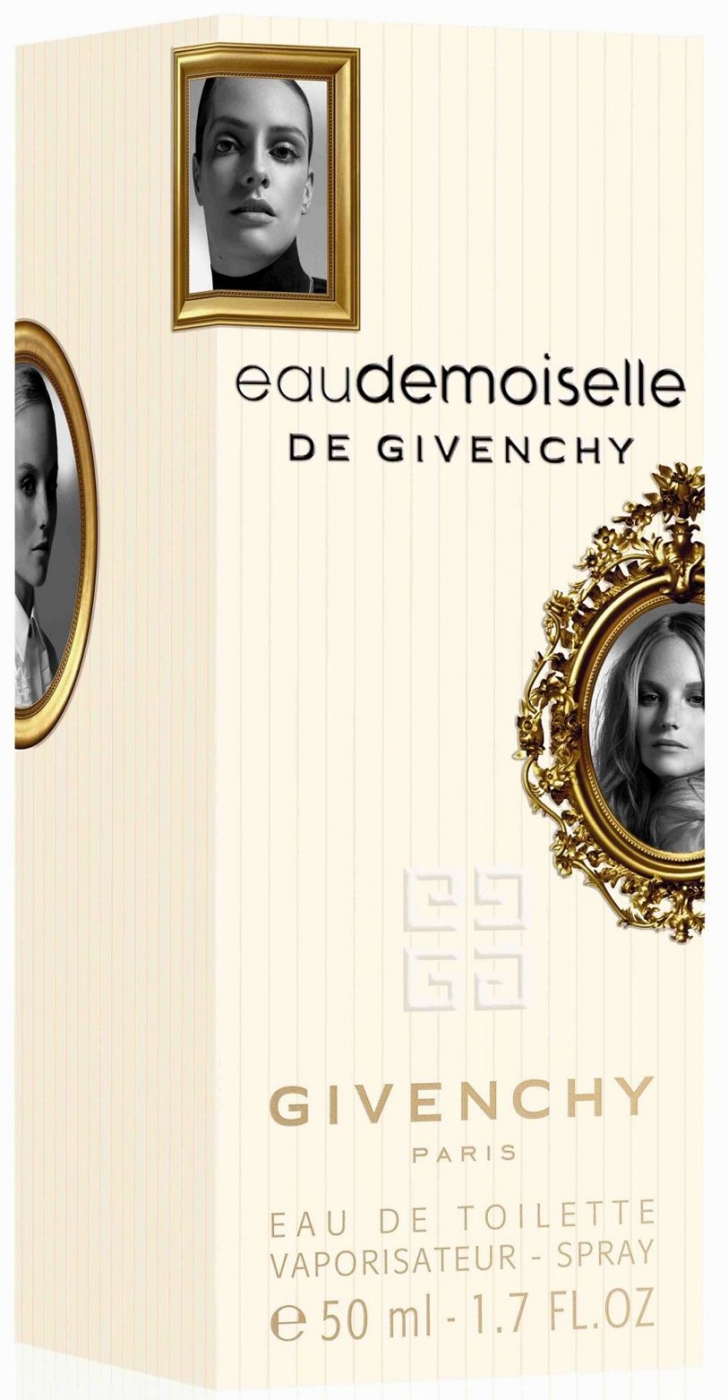 eaudemoiselle
DE GIVENCHY
GIVENCHY
PARIS
EAU DE TOILETTE
VAPORISATEUR - SPRAY
℮ 50 ml - 1.7 FL.OZ